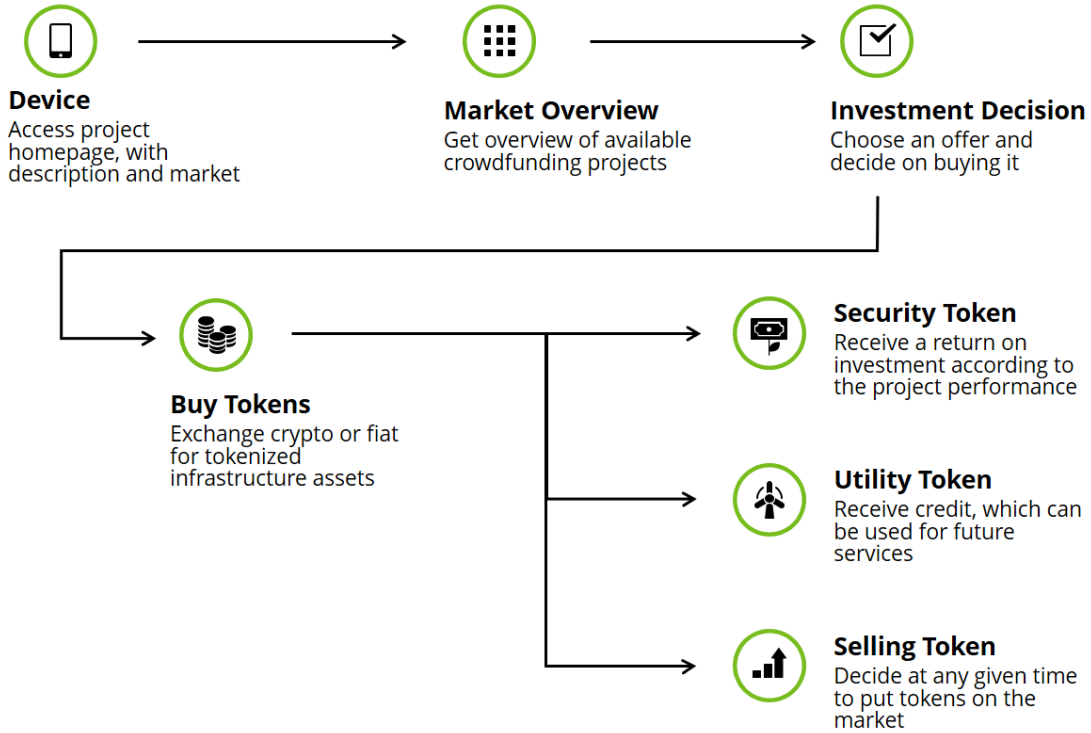 Device
Access project
homepage, with
description and market
Market Overview
Get overview of available
crowdfunding projects
Investment Decision
Choose an offer and
decide on buying it
Buy Tokens
Exchange crypto or fiat
for tokenized
infrastructure assets
Security Token
Receive a return on
investment according to
the project performance
Utility Token
Receive credit, which can
be used for future
services
Selling Token
Decide at any given time
to put tokens on the
market